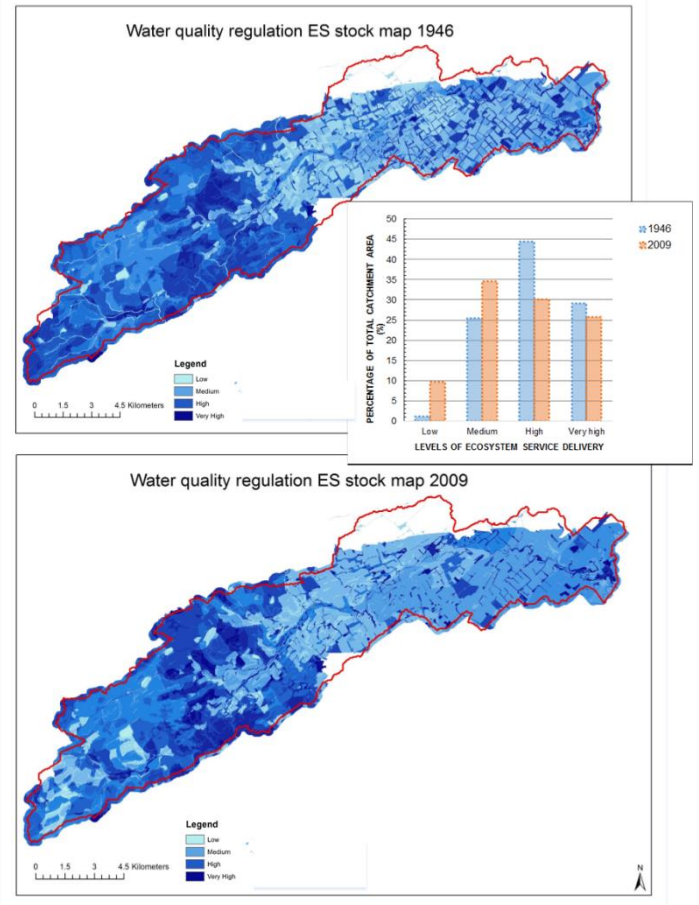 Water quality regulation ES stock map 1946
Legend
Low
Medium
High
Very High
0 1.5 3 4.5 Kilometers
50
45
40
35
30
25
20
15
10
5
0
PERCENTAGE OF TOTAL CATCHMENT AREA
(%)
Low Medium High Very high
LEVELS OF ECOSYSTEM SERVICE DELIVERY
1946
2009
Water quality regulation ES stock map 2009
Legend
Low
Medium
High
Very High
0 1.5 3 4.5 Kilometers
N